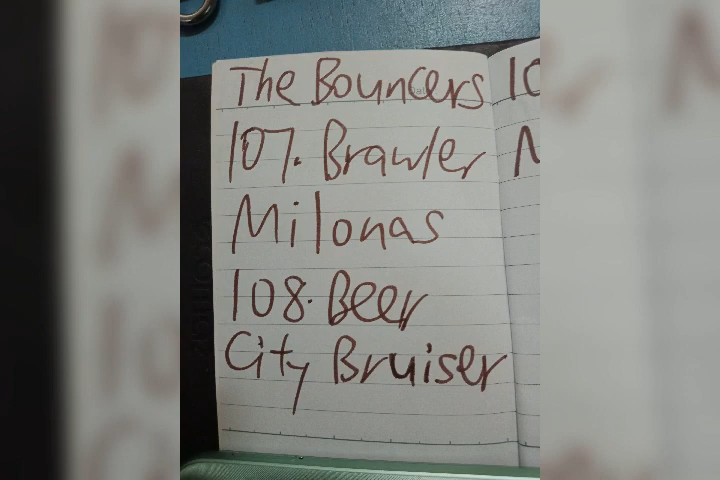 The Bouncers
107. Brawler
Milonas
108. Beer
City Bruiser